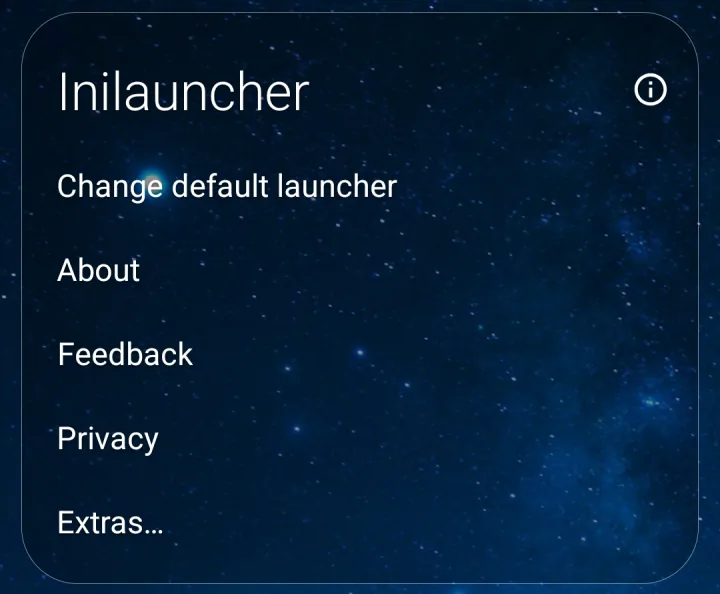 Inilauncher
Change default launcher
About
Feedback
Privacy
Extras...